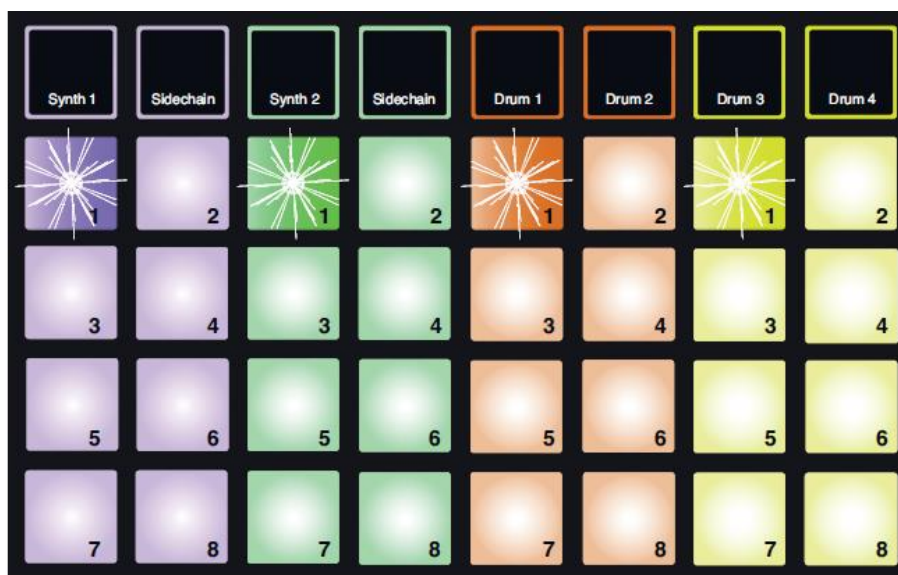 Synth 1 Sidechain Synth 2 Sidechain Drum 1 Drum 2 Drum 3 Drum 4
1 2 1 2 1 2 1 2
3 4 3 4 3 4 3 4
5 6 5 6 5 6 5 6
7 8 7 8 7 8 7 8